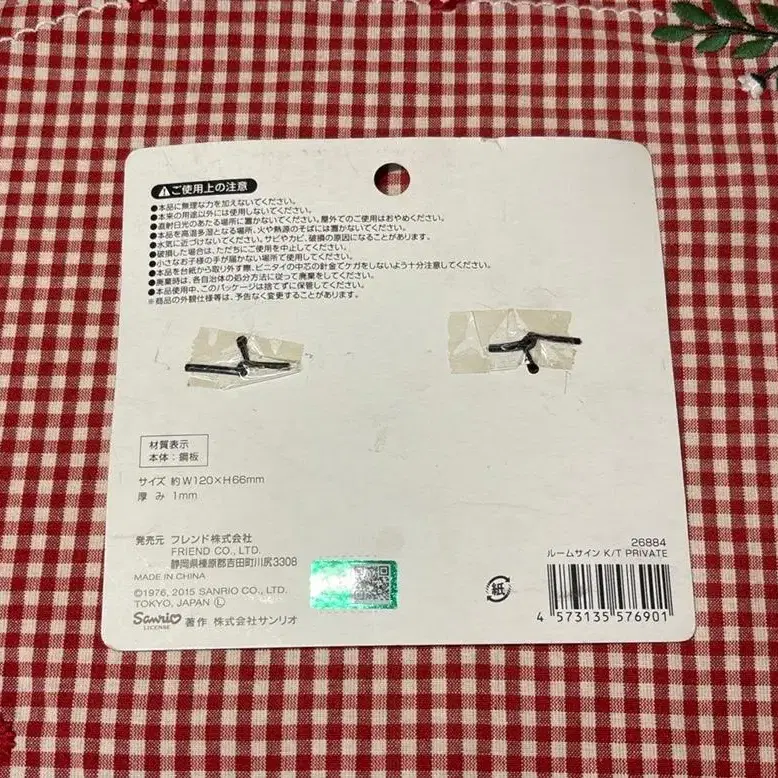 ⚠ご使用上の注意
●本品に無理な力を加えないでください。
●本来の用途以外には使用しないでください。
●直射日光のあたる場所に置かないでください。屋外でのご使用はおやめください。
●本品を高温多湿となる場所、火や熱源のそばには置かないでください。
●水気に近づけないでください。サビやカビ、破損の原因になることがあります。
●破損した場合は、ただちにご使用を中止してください。
●小さなお子様の手が届かない場所で使用してください。
●本品を台紙から取り外す際、ビニタイの中芯の針金でケガをしないよう十分注意してください。
●廃棄時は、各自治体の処分方法に従って廃棄をしてください。
●本品使用中、このパッケージは捨てずに保管してください。
※商品の外観仕様等は、予告なく変更することがあります。
材質表示
本体：鋼板
サイズ 約W120×H66mm
厚み 1mm
発売元 フレンド株式会社
FRIEND CO., LTD.
静岡県榛原郡吉田町川尻3308
MADE IN CHINA
©1976, 2015 SANRIO CO., LTD.
TOKYO, JAPAN Ⓛ
Sanrio 著作 株式会社サンリオ
LICENSE
紙
26884
ルームサイン K/T PRIVATE
4 573135 576901